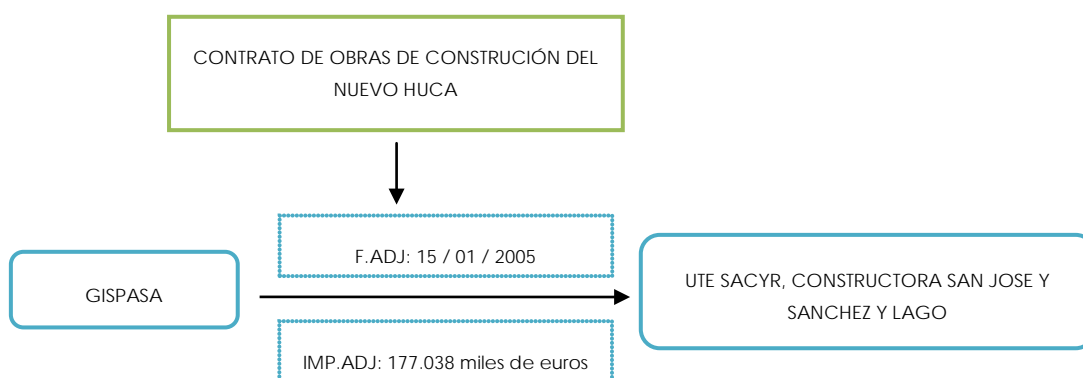 CONTRATO DE OBRAS DE CONSTRUCIÓN DEL
NUEVO HUCA
F.ADJ: 15 / 01 / 2005
GISPASA
UTE SACYR, CONSTRUCTORA SAN JOSE Y
SANCHEZ Y LAGO
IMP.ADJ: 177.038 miles de euros